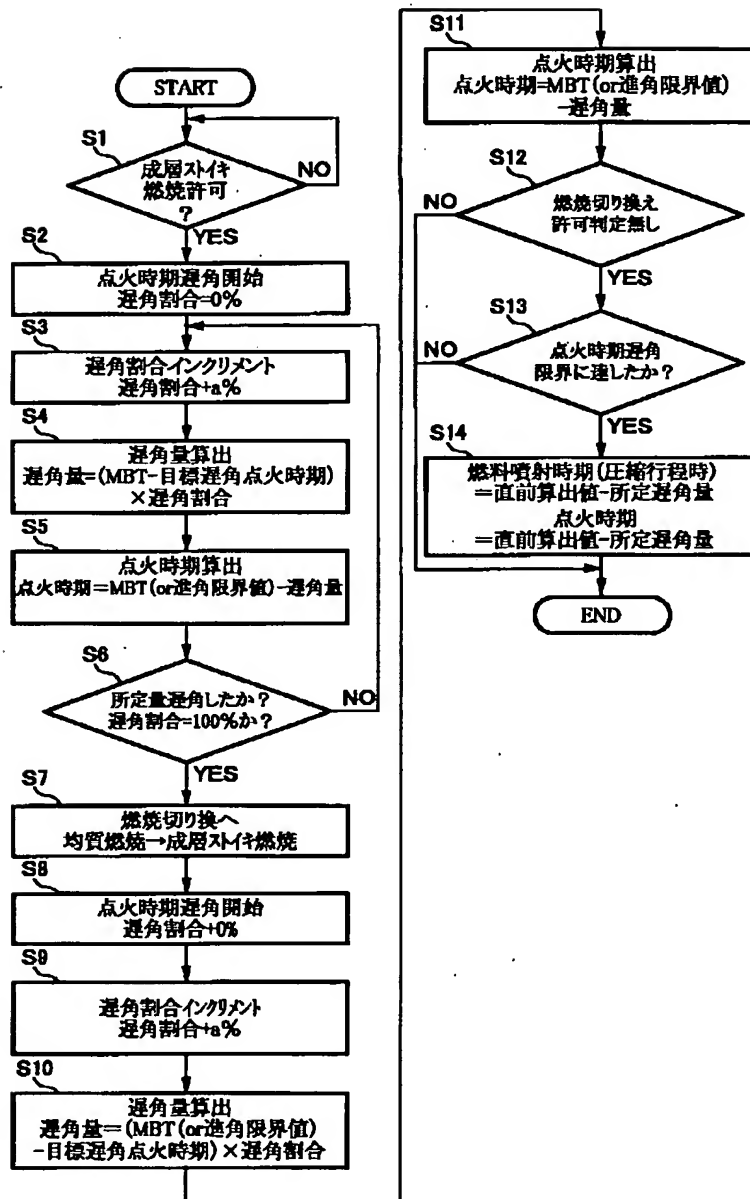 START
S1
成層ストイキ
燃焼許可
?
NO
YES
S2
点火時期遅角開始
遅角割合=0%
S3
遅角割合インクリメント
遅角割合+a%
S4
遅角量算出
遅角量=(MBT-目標遅角点火時期)
×遅角割合
S5
点火時期算出
点火時期=MBT(or進角限界値)-遅角量
S6
所定量遅角したか?
遅角割合=100%か?
NO
YES
S7
燃焼切り換へ
均質燃焼→成層ストイキ燃焼
S8
点火時期遅角開始
遅角割合+0%
S9
遅角割合インクリメント
遅角割合+a%
S10
遅角量算出
遅角量=(MBT(or進角限界値)
-目標遅角点火時期)×遅角割合
S11
点火時期算出
点火時期=MBT(or進角限界値)
-遅角量
S12
NO
燃焼切り換え
許可判定無し
YES
S13
NO
点火時期遅角
限界に達したか?
YES
S14
燃料噴射時期(圧縮行程時)
=直前算出値-所定遅角量
点火時期
=直前算出値-所定遅角量
END